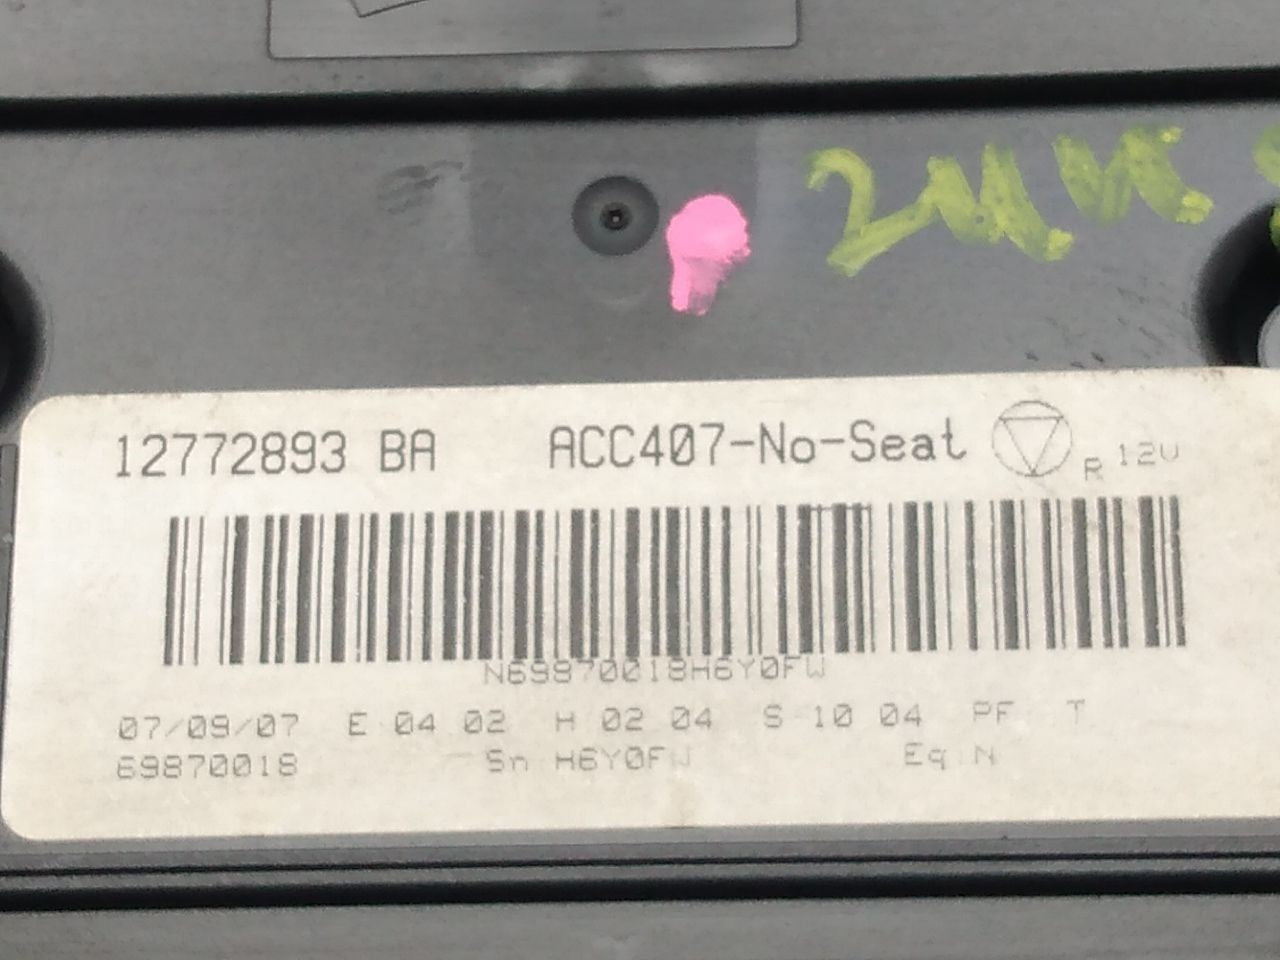 12772893 BA ACC407-No-Seat R 12V
N69870018H6Y0FW
07/09/07 E 04 02 H 02 04 S 10 04 PF T
69870018 Sn H6Y0FW Eq N